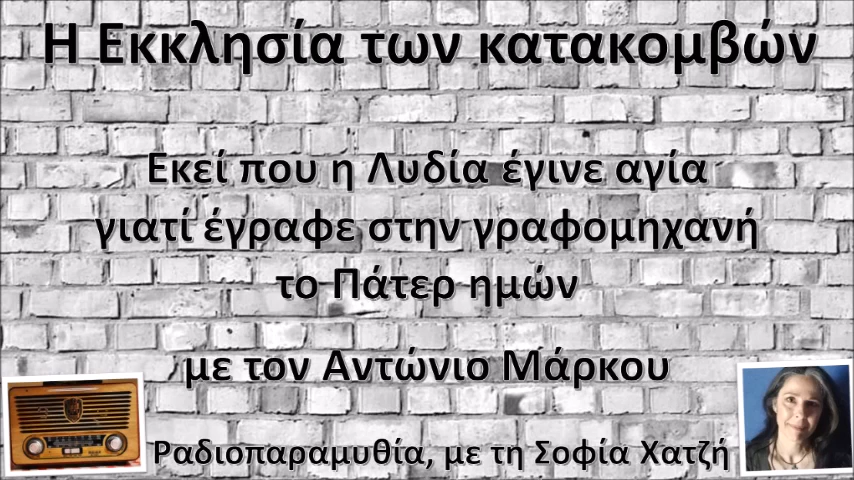 Η Εκκλησία των κατακομβών
Εκεί που η Λυδία έγινε αγία
γιατί έγραφε στην γραφομηχανή
το Πάτερ ημών
με τον Αντώνιο Μάρκου
Ραδιοπαραμυθία, με τη Σοφία Χατζή